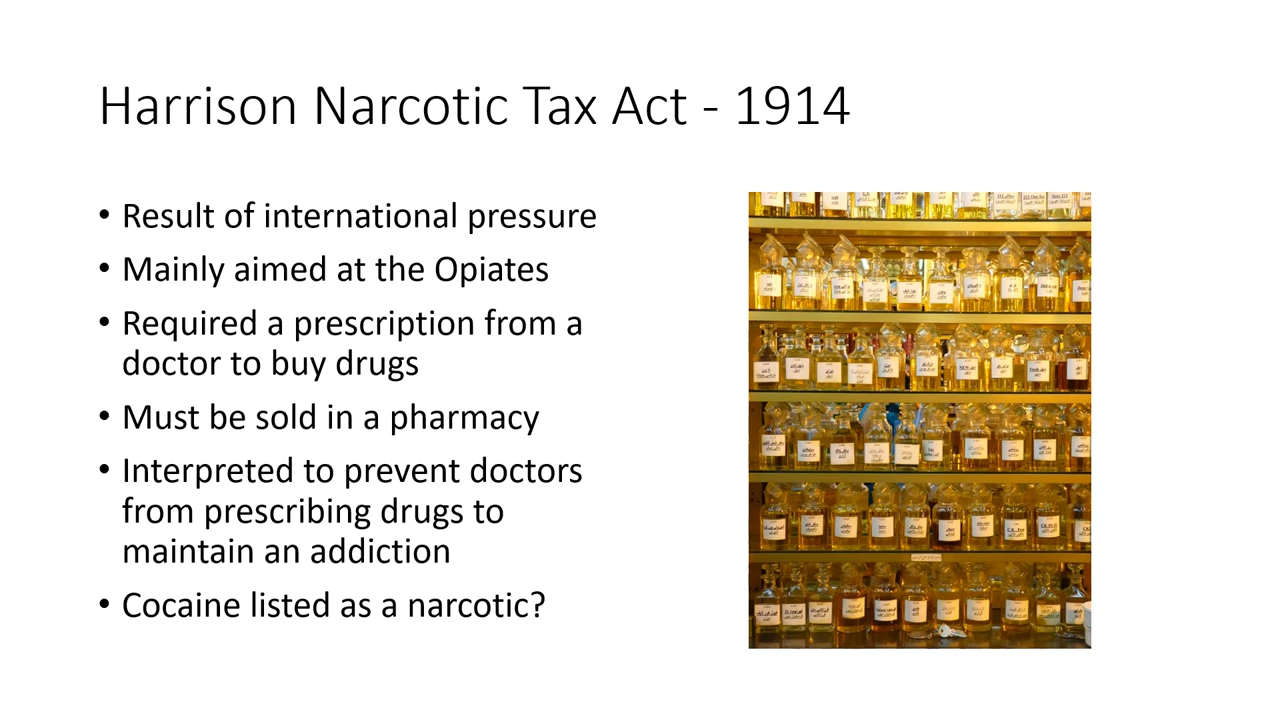 Harrison Narcotic Tax Act - 1914
• Result of international pressure
• Mainly aimed at the Opiates
• Required a prescription from a
doctor to buy drugs
• Must be sold in a pharmacy
• Interpreted to prevent doctors
from prescribing drugs to
maintain an addiction
• Cocaine listed as a narcotic?